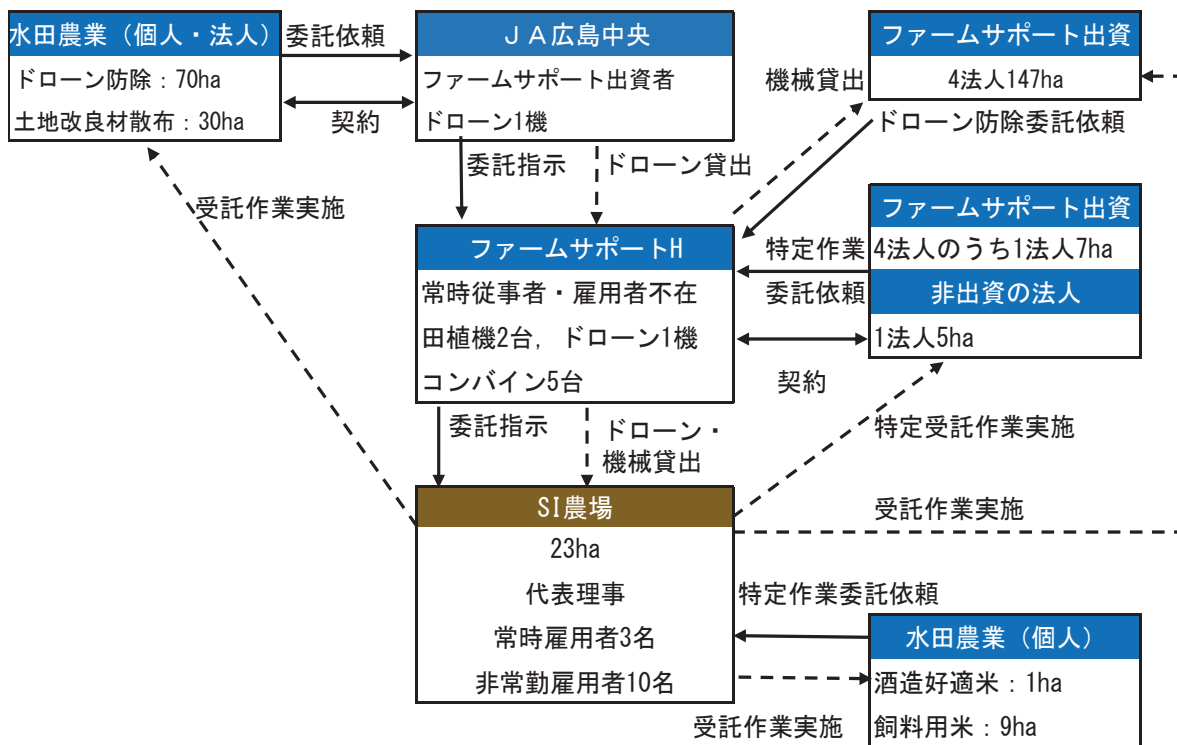 水田農業（個人・法人）
ドローン防除：70ha
土地改良材散布：30ha
委託依頼
契約
ＪＡ広島中央
ファームサポート出資者
ドローン1機
機械貸出
ファームサポート出資
4法人147ha
ドローン防除委託依頼
委託指示
ドローン貸出
受託作業実施
ファームサポートH
常時従事者・雇用者不在
田植機2台，ドローン1機
コンバイン5台
特定作業
委託依頼
契約
ファームサポート出資
4法人のうち1法人7ha
非出資の法人
1法人5ha
委託指示
ドローン・
機械貸出
特定受託作業実施
SI農場
23ha
代表理事
常時雇用者3名
非常勤雇用者10名
受託作業実施
特定作業委託依頼
水田農業（個人）
酒造好適米：1ha
飼料用米：9ha
受託作業実施